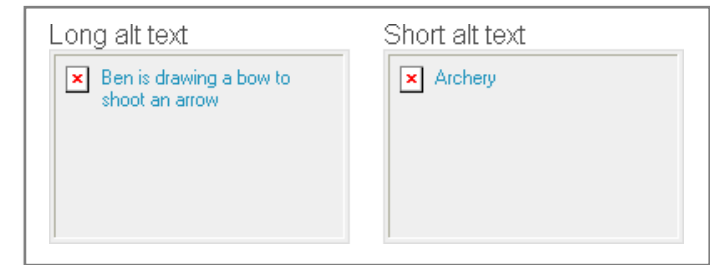 Long alt text
Ben is drawing a bow to
shoot an arrow
Short alt text
Archery